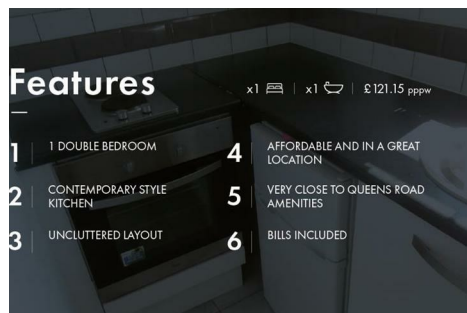 Features
x1 | x1 | £121.15 pppw
1 | 1 DOUBLE BEDROOM
2 | CONTEMPORARY STYLE
KITCHEN
3 | UNCLUTTERED LAYOUT
4 | AFFORDABLE AND IN A GREAT
LOCATION
5 | VERY CLOSE TO QUEENS ROAD
AMENITIES
6 | BILLS INCLUDED